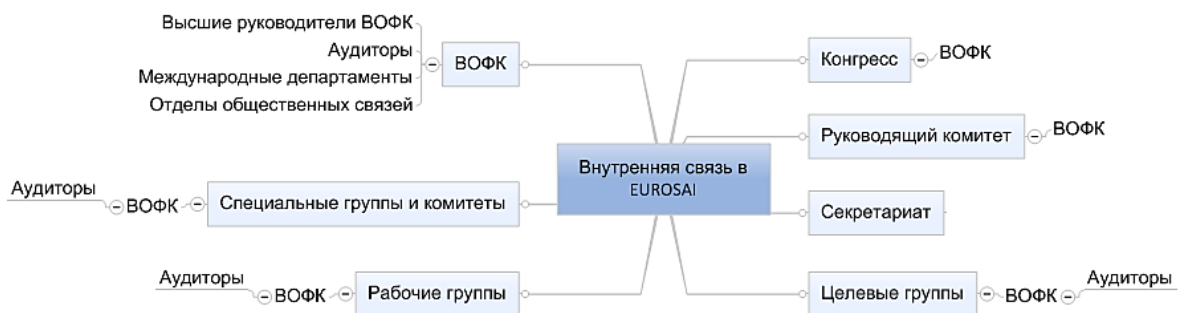 Высшие руководители ВОФК
Аудиторы
Международные департаменты
Отделы общественных связей
ВОФК
Конгресс
ВОФК
Руководящий комитет
ВОФК
Внутренняя связь в
EUROSAI
Аудиторы
ВОФК
Специальные группы и комитеты
Секретариат
Аудиторы
ВОФК
Рабочие группы
Целевые группы
ВОФК
Аудиторы